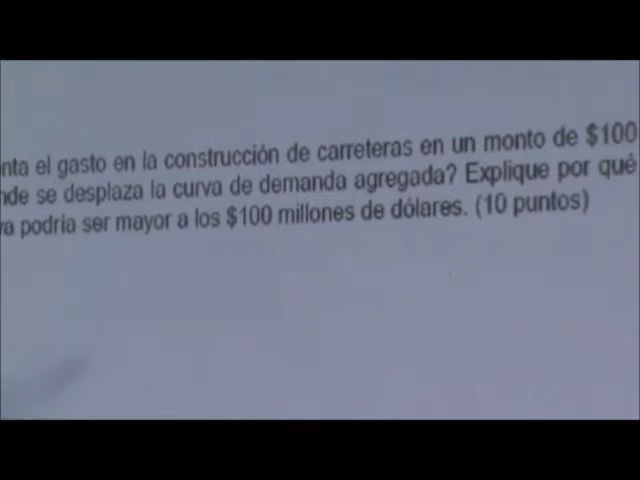 nta el gasto en la construcción de carreteras en un monto de $100
nde se desplaza la curva de demanda agregada? Explique por qué
va podría ser mayor a los $100 millones de dólares. (10 puntos)